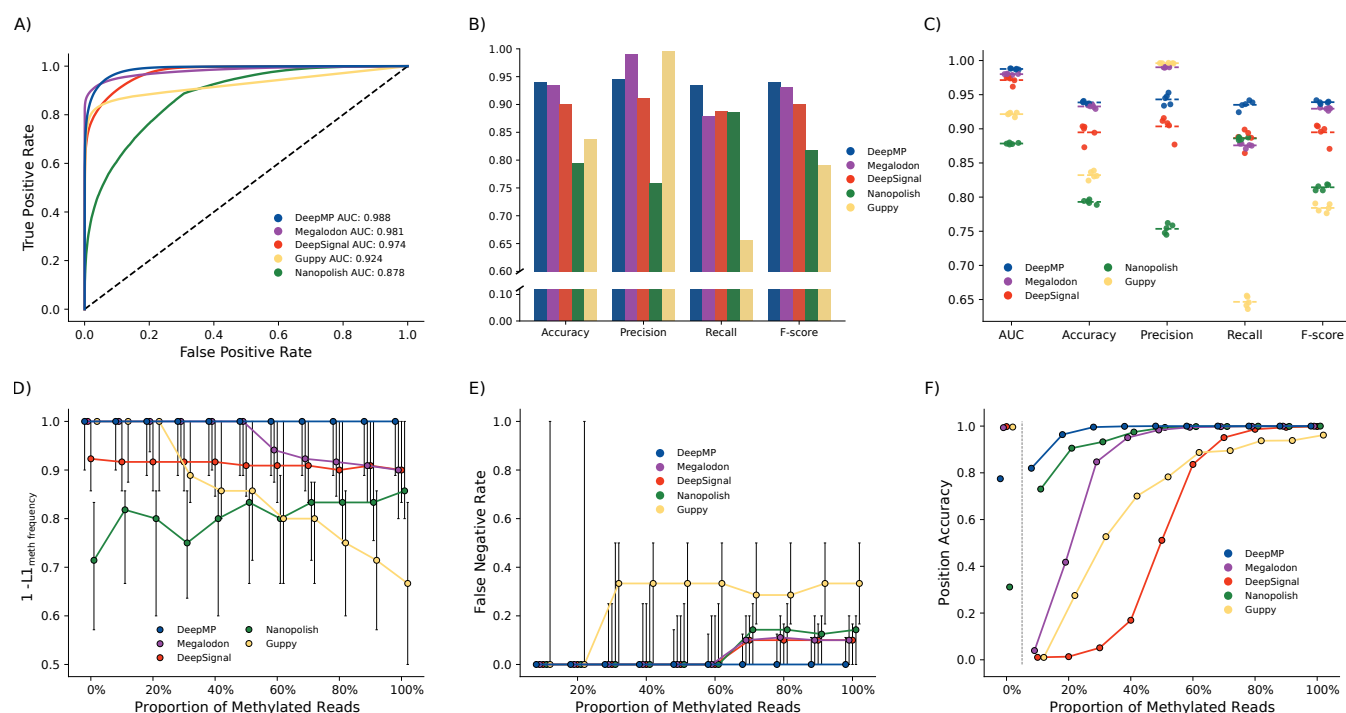 A)
True Positive Rate
1.0
0.8
0.6
0.4
0.2
0.0
0.0 0.2 0.4 0.6 0.8 1.0
False Positive Rate
DeepMP AUC: 0.988
Megalodon AUC: 0.981
DeepSignal AUC: 0.974
Guppy AUC: 0.924
Nanopolish AUC: 0.878
B)
1.00
0.95
0.90
0.85
0.80
0.75
0.70
0.65
0.60
0.10
0.00
Accuracy Precision Recall F-score
DeepMP
Megalodon
DeepSignal
Nanopolish
Guppy
C)
1.00
0.95
0.90
0.85
0.80
0.75
0.70
0.65
DeepMP Nanopolish
Megalodon Guppy
DeepSignal
AUC Accuracy Precision Recall F-score
D)
1 -L1meth frequency
1.0
0.9
0.8
0.7
0.6
0.5
DeepMP Nanopolish
Megalodon Guppy
DeepSignal
0% 20% 40% 60% 80% 100%
Proportion of Methylated Reads
E)
False Negative Rate
1.0
0.8
0.6
0.4
0.2
0.0
DeepMP
Megalodon
DeepSignal
Nanopolish
Guppy
20% 40% 60% 80% 100%
Proportion of Methylated Reads
F)
Position Accuracy
1.0
0.8
0.6
0.4
0.2
0.0
DeepMP
Megalodon
DeepSignal
Nanopolish
Guppy
0% 20% 40% 60% 80% 100%
Proportion of Methylated Reads